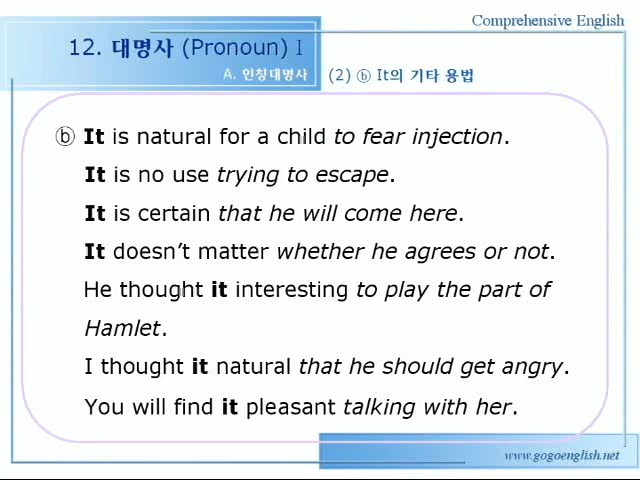 Comprehensive English
12. 대명사 (Pronoun) I
A. 인칭대명사 (2) ⓑ It의 기타 용법
ⓑ It is natural for a child to fear injection.
It is no use trying to escape.
It is certain that he will come here.
It doesn’t matter whether he agrees or not.
He thought it interesting to play the part of
Hamlet.
I thought it natural that he should get angry.
You will find it pleasant talking with her.
www.gogoenglish.net